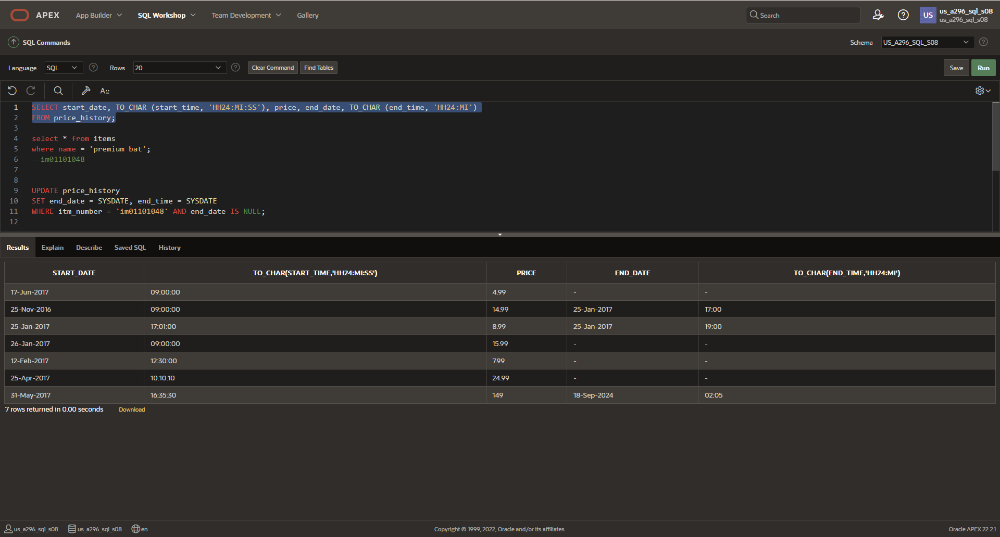 APEX App Builder SQL Workshop Team Development Gallery Search US us_a296_sql_s08
us_a296_sql_s08
SQL Commands Schema US_A296_SQL_S08
Language SQL Rows 20 Clear Command Find Tables Save Run
A::
1 SELECT start_date, TO_CHAR (start_time, 'HH24:MI:SS'), price, end_date, TO_CHAR (end_time, 'HH24:MI')
2 FROM price_history;
3
4 select * from items
5 where name = 'premium bat';
6 --im01101048
7
8
9 UPDATE price_history
10 SET end_date = SYSDATE, end_time = SYSDATE
11 WHERE itm_number = 'im01101048' AND end_date IS NULL;
12
Results Explain Describe Saved SQL History
START_DATE TO_CHAR(START_TIME,'HH24:MI:SS') PRICE END_DATE TO_CHAR(END_TIME,'HH24:MI')
17-Jun-2017 09:00:00 4.99 - -
25-Nov-2016 09:00:00 14.99 25-Jan-2017 17:00
25-Jan-2017 17:01:00 8.99 25-Jan-2017 19:00
26-Jan-2017 09:00:00 15.99 - -
12-Feb-2017 12:30:00 7.99 - -
25-Apr-2017 10:10:10 24.99 - -
31-May-2017 16:35:30 149 18-Sep-2024 02:05
7 rows returned in 0.00 seconds Download
us_a296_sql_s08 us_a296_sql_s08 en Copyright © 1999, 2022, Oracle and/or its affiliates. Oracle APEX 22.2.1